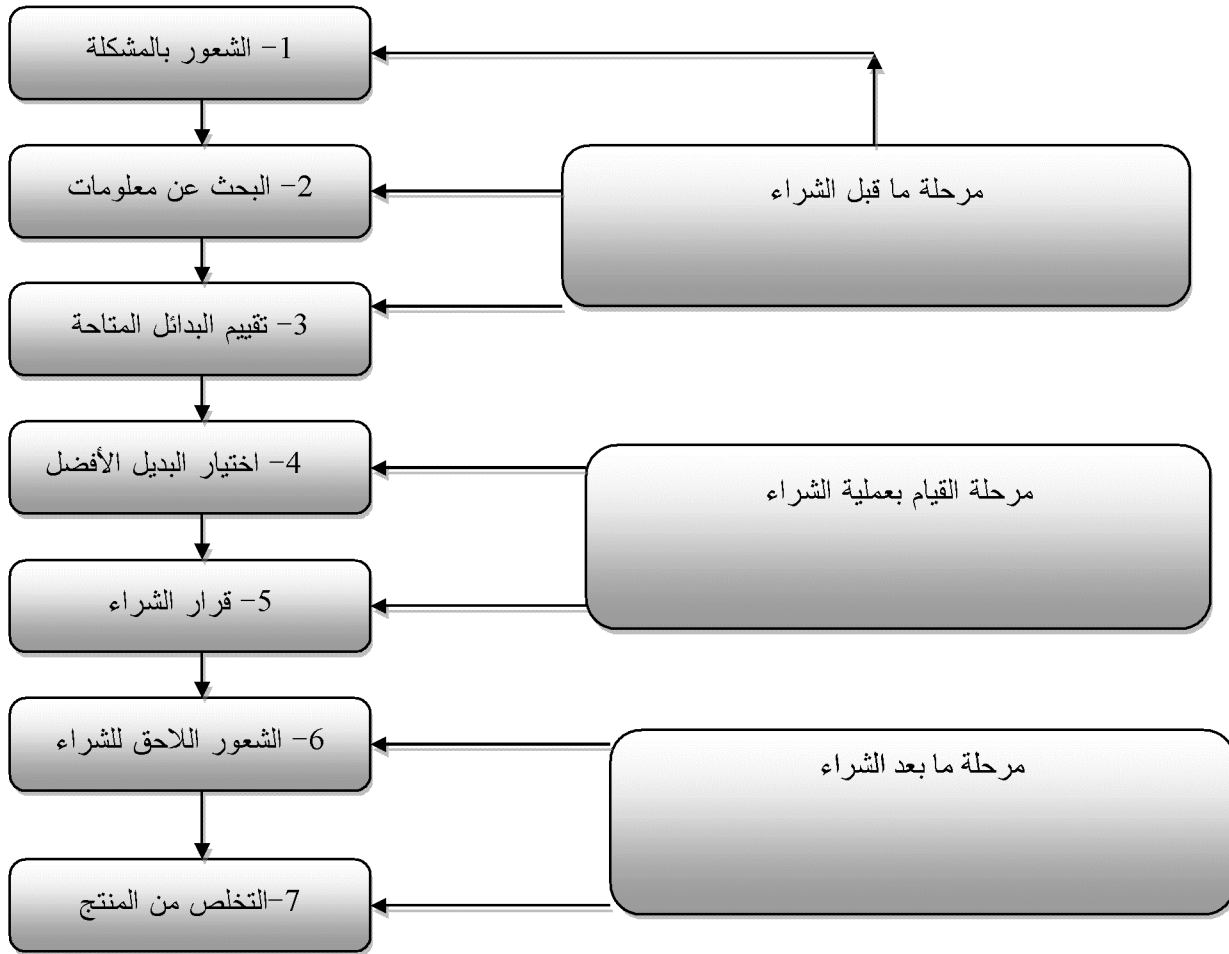 1- الشعور بالمشكلة
2- البحث عن معلومات
مرحلة ما قبل الشراء
3- تقييم البدائل المتاحة
4- اختيار البديل الأفضل
مرحلة القيام بعملية الشراء
5- قرار الشراء
6- الشعور اللاحق للشراء
مرحلة ما بعد الشراء
7-التخلص من المنتج